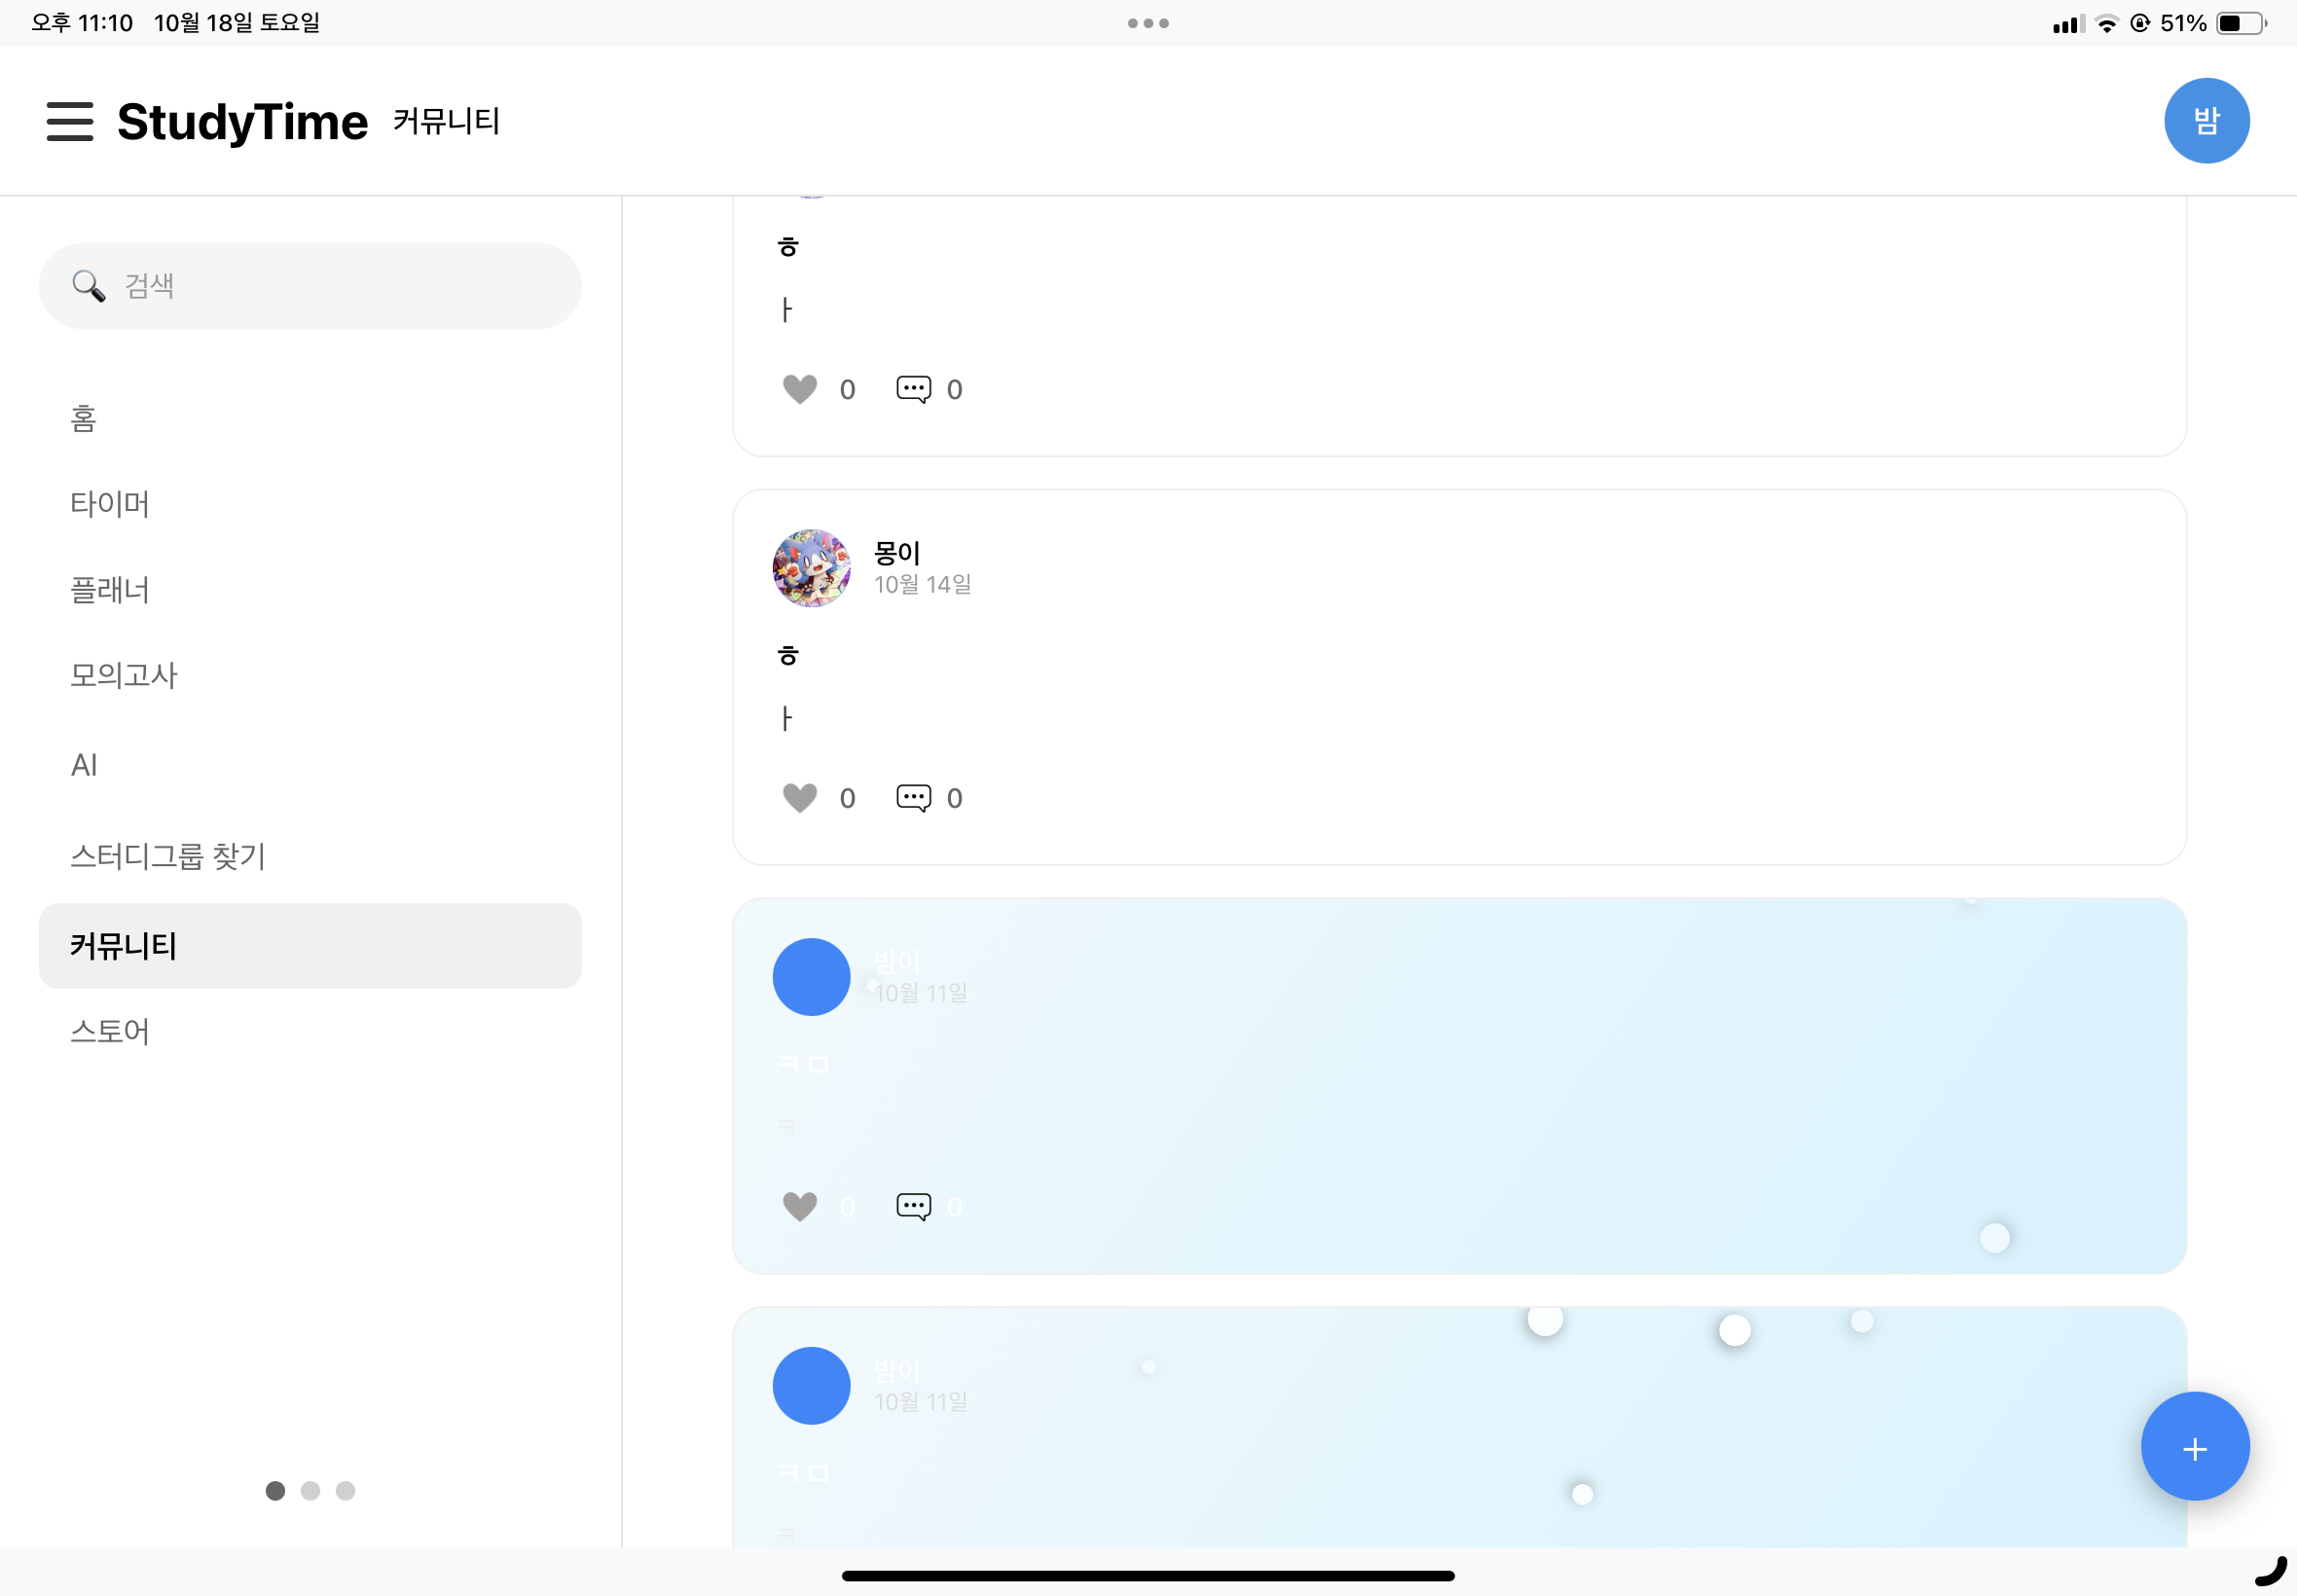 오후 11:10 10월 18일 토요일
51%
StudyTime 커뮤니티
밤
검색
홈
타이머
플래너
모의고사
AI
스터디그룹 찾기
커뮤니티
스토어
ㅎ
ㅏ
0 0
몽이
10월 14일
ㅎ
ㅏ
0 0
밤이
10월 11일
ㅋㅁ
ㅋ
0 0
밤이
10월 11일
ㅋㅁ
ㅋ
+